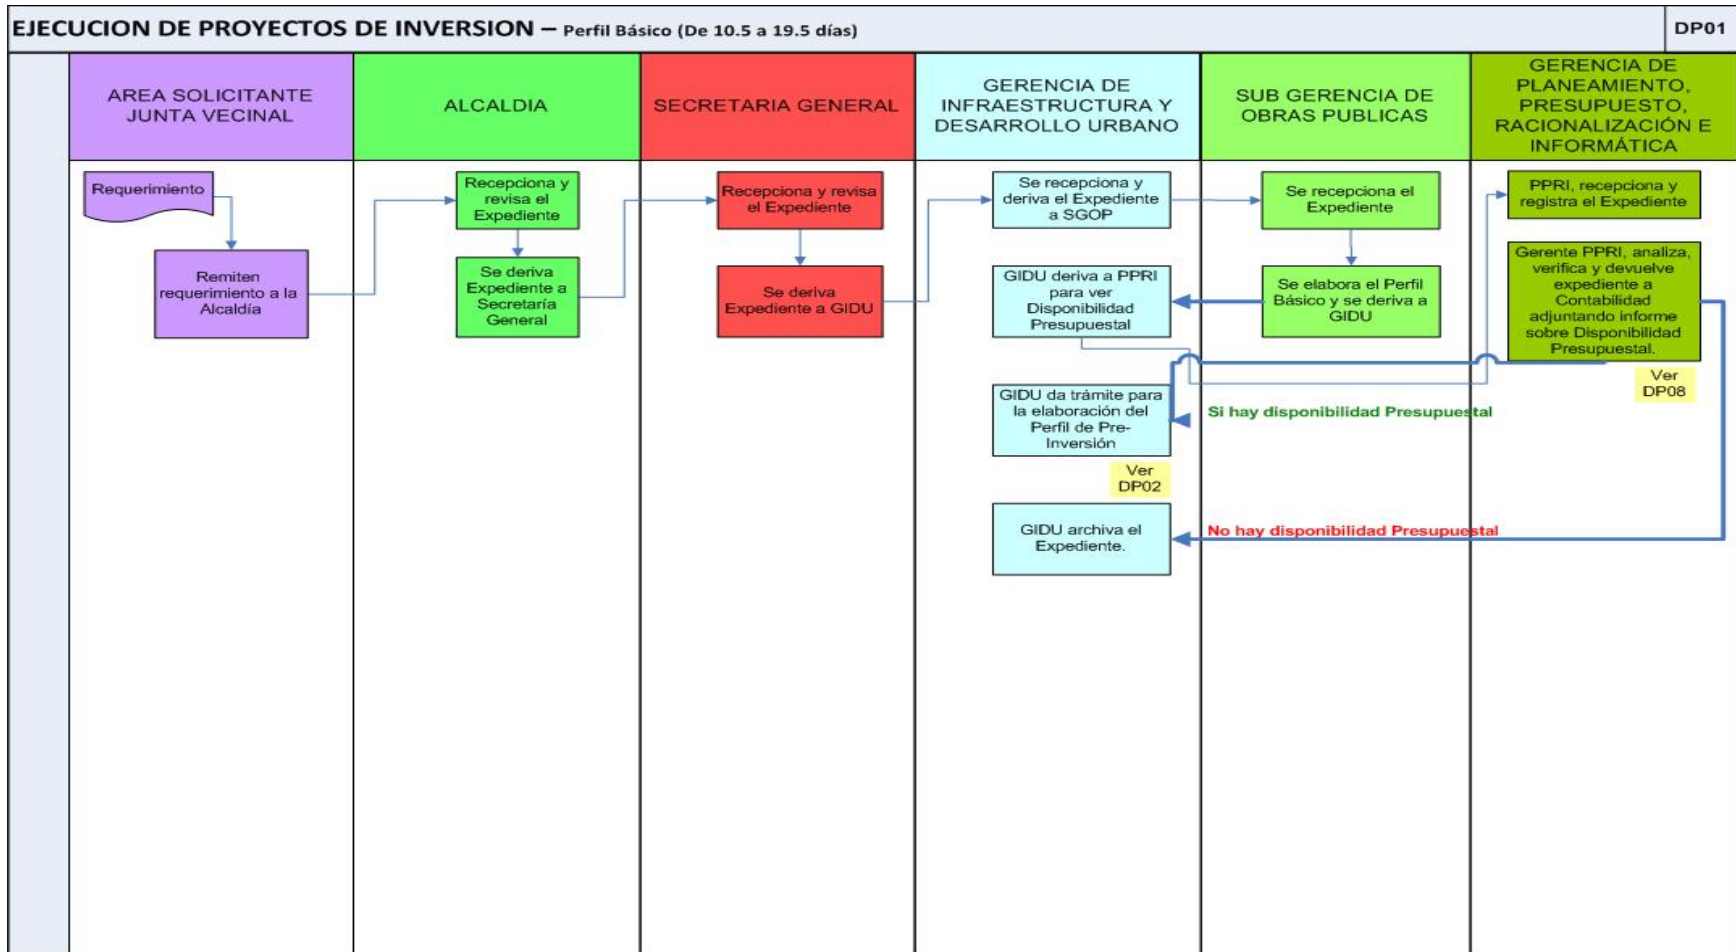 EJECUCION DE PROYECTOS DE INVERSION – Perfil Básico (De 10.5 a 19.5 días)
DP01
AREA SOLICITANTE
JUNTA VECINAL
ALCALDIA
SECRETARIA GENERAL
GERENCIA DE
INFRAESTRUCTURA Y
DESARROLLO URBANO
SUB GERENCIA DE
OBRAS PUBLICAS
GERENCIA DE
PLANEAMIENTO,
PRESUPUESTO,
RACIONALIZACIÓN E
INFORMÁTICA
Requerimiento
Remiten
requerimiento a la
Alcaldía
Recepciona y
revisa el
Expediente
Se deriva
Expediente a
Secretaría
General
Recepciona y revisa
el Expediente
Se deriva
Expediente a GIDU
Se recepciona y
deriva el Expediente
a SGOP
GIDU deriva a PPRI
para ver
Disponibilidad
Presupuestal
GIDU da trámite para
la elaboración del
Perfil de Pre-
Inversión
Ver
DP02
GIDU archiva el
Expediente.
Se recepciona el
Expediente
Se elabora el Perfil
Básico y se deriva a
GIDU
Si hay disponibilidad Presupuestal
No hay disponibilidad Presupuestal
PPRI, recepciona y
registra el Expediente
Gerente PPRI, analiza,
verifica y devuelve
expediente a
Contabilidad
adjuntando informe
sobre Disponibilidad
Presupuestal.
Ver
DP08